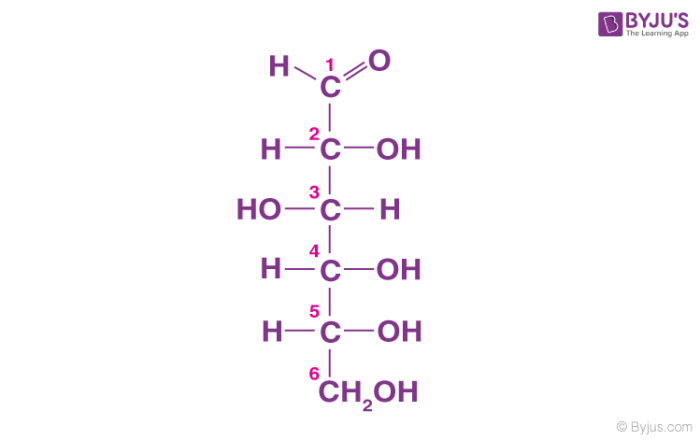 BYJU'S
The Learning App
1
H C O
2
H C OH
3
HO C H
4
H C OH
5
H C OH
6
CH2OH
© Byjus.com